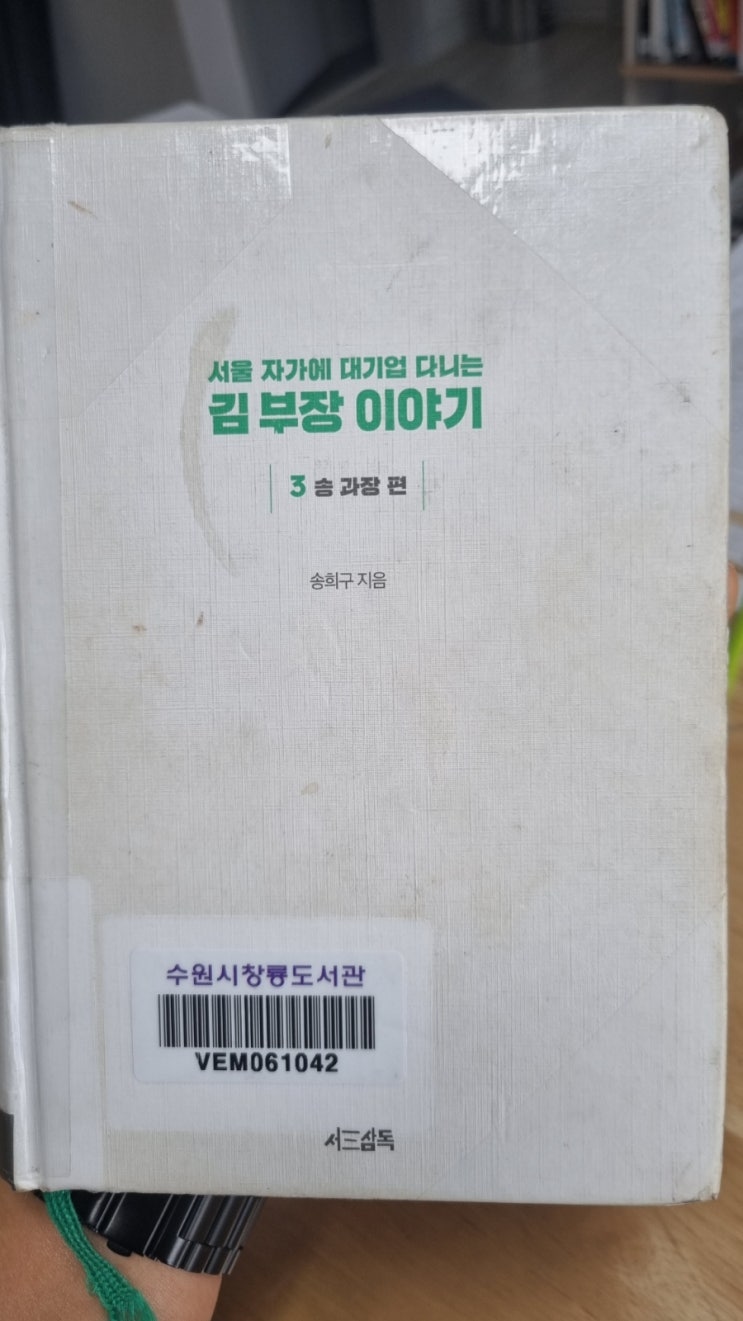 서울 자가에 대기업 다니는
김 부장 이야기
3 송 과장 편
송희구 지음
수원시창룡도서관
VEM061042
서삼독